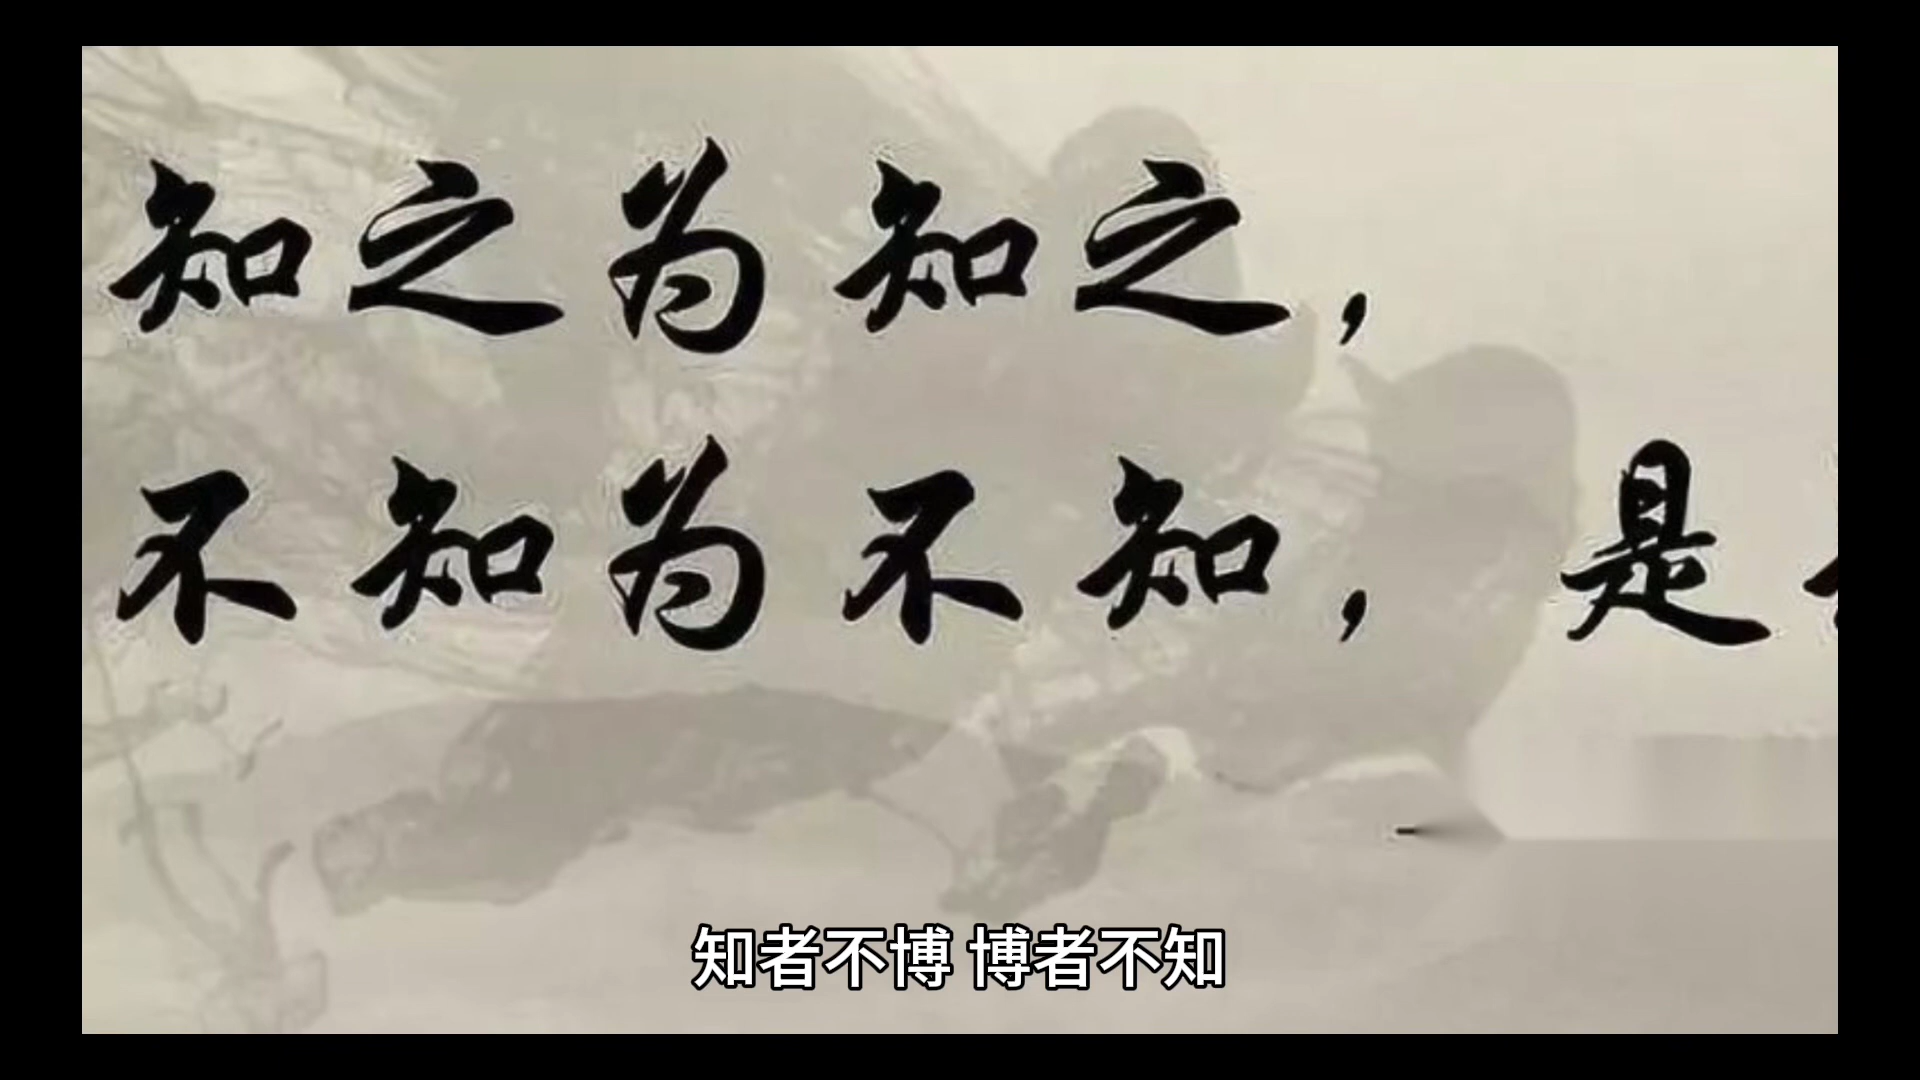 知之为知之，
不知为不知，是
知者不博 博者不知